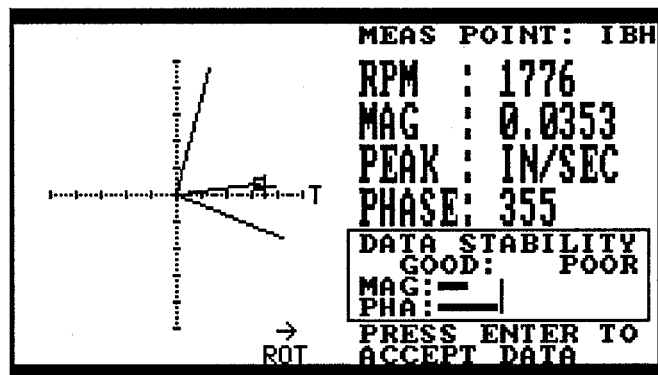 MEAS POINT: IBH
RPM : 1776
MAG : 0.0353
PEAK : IN/SEC
PHASE: 355
T
DATA STABILITY
GOOD: POOR
MAG:
PHA:
→
ROT
PRESS ENTER TO
ACCEPT DATA